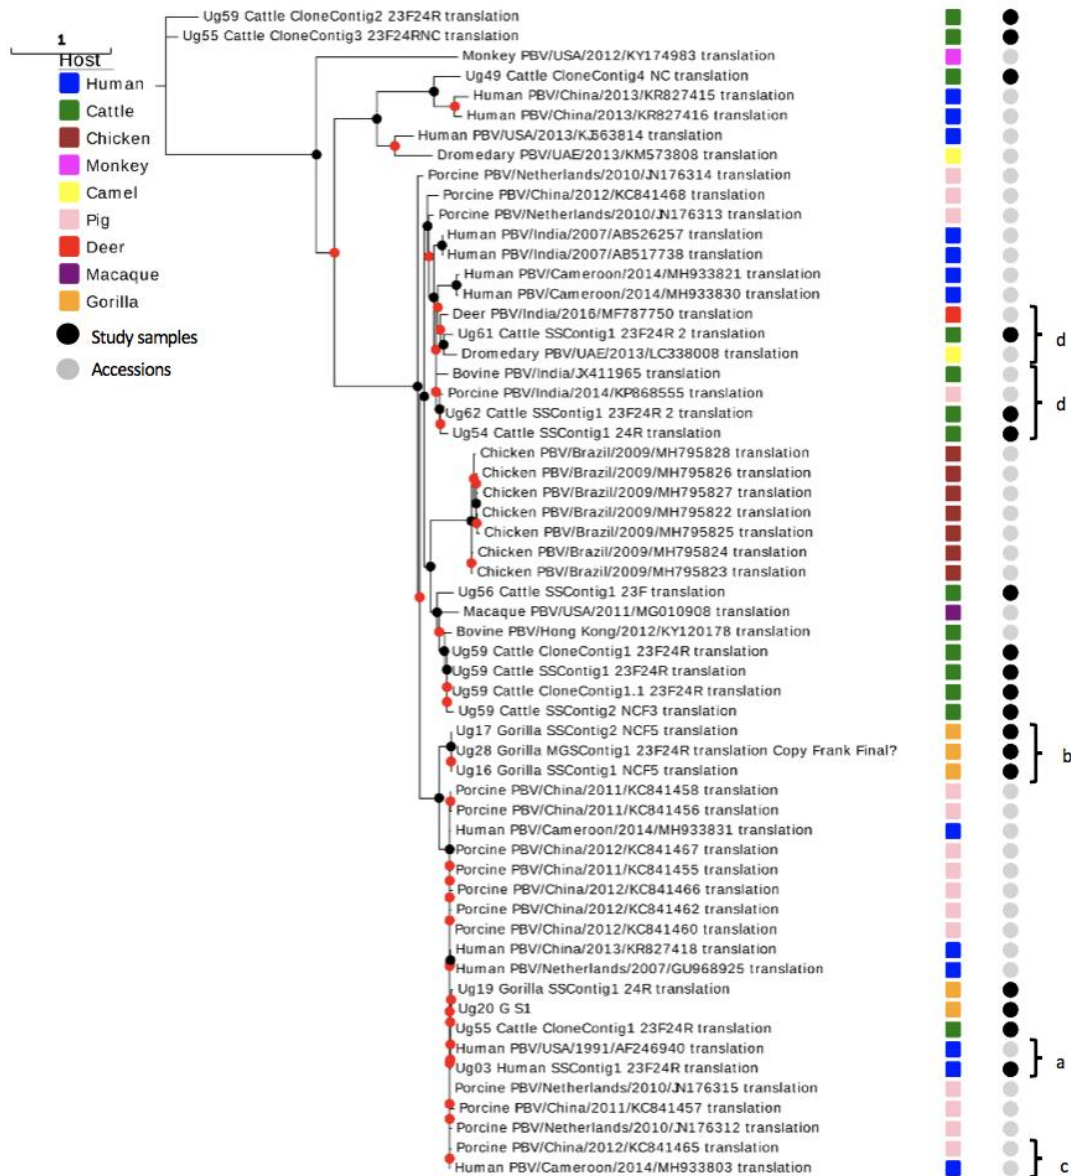 Ug59 Cattle CloneContig2 23F24R translation
Ug55 Cattle CloneContig3 23F24RNC translation
1
Host
Human
Cattle
Chicken
Monkey
Camel
Pig
Deer
Macaque
Gorilla
Study samples
Accessions
Monkey PBV/USA/2012/KY174983 translation
Ug49 Cattle CloneContig4 NC translation
Human PBV/China/2013/KR827415 translation
Human PBV/China/2013/KR827416 translation
Human PBV/USA/2013/KJ663814 translation
Dromedary PBV/UAE/2013/KM573808 translation
Porcine PBV/Netherlands/2010/JN176314 translation
Porcine PBV/China/2012/KC841468 translation
Porcine PBV/Netherlands/2010/JN176313 translation
Human PBV/India/2007/AB526257 translation
Human PBV/India/2007/AB517738 translation
Human PBV/Cameroon/2014/MH933821 translation
Human PBV/Cameroon/2014/MH933830 translation
Deer PBV/India/2016/MF787750 translation
Ug61 Cattle SSContig1 23F24R 2 translation
d
Dromedary PBV/UAE/2013/LC338008 translation
Bovine PBV/India/JX411965 translation
Porcine PBV/India/2014/KP868555 translation
d
Ug62 Cattle SSContig1 23F24R 2 translation
Ug54 Cattle SSContig1 24R translation
Chicken PBV/Brazil/2009/MH795828 translation
Chicken PBV/Brazil/2009/MH795826 translation
Chicken PBV/Brazil/2009/MH795827 translation
Chicken PBV/Brazil/2009/MH795822 translation
Chicken PBV/Brazil/2009/MH795825 translation
Chicken PBV/Brazil/2009/MH795824 translation
Chicken PBV/Brazil/2009/MH795823 translation
Ug56 Cattle SSContig1 23F translation
Macaque PBV/USA/2011/MG010908 translation
Bovine PBV/Hong Kong/2012/KY120178 translation
Ug59 Cattle CloneContig1 23F24R translation
Ug59 Cattle SSContig1 23F24R translation
Ug59 Cattle CloneContig1.1 23F24R translation
Ug59 Cattle SSContig2 NCF3 translation
Ug17 Gorilla SSContig2 NCF5 translation
Ug28 Gorilla MGSContig1 23F24R translation Copy Frank Final?
b
Ug16 Gorilla SSContig1 NCF5 translation
Porcine PBV/China/2011/KC841458 translation
Porcine PBV/China/2011/KC841456 translation
Human PBV/Cameroon/2014/MH933831 translation
Porcine PBV/China/2012/KC841467 translation
Porcine PBV/China/2011/KC841455 translation
Porcine PBV/China/2012/KC841466 translation
Porcine PBV/China/2012/KC841462 translation
Porcine PBV/China/2012/KC841460 translation
Human PBV/China/2013/KR827418 translation
Human PBV/Netherlands/2007/GU968925 translation
Ug19 Gorilla SSContig1 24R translation
Ug20 G S1
Ug55 Cattle CloneContig1 23F24R translation
Human PBV/USA/1991/AF246940 translation
a
Ug03 Human SSContig1 23F24R translation
Porcine PBV/Netherlands/2010/JN176315 translation
Porcine PBV/China/2011/KC841457 translation
Porcine PBV/Netherlands/2010/JN176312 translation
Porcine PBV/China/2012/KC841465 translation
c
Human PBV/Cameroon/2014/MH933803 translation